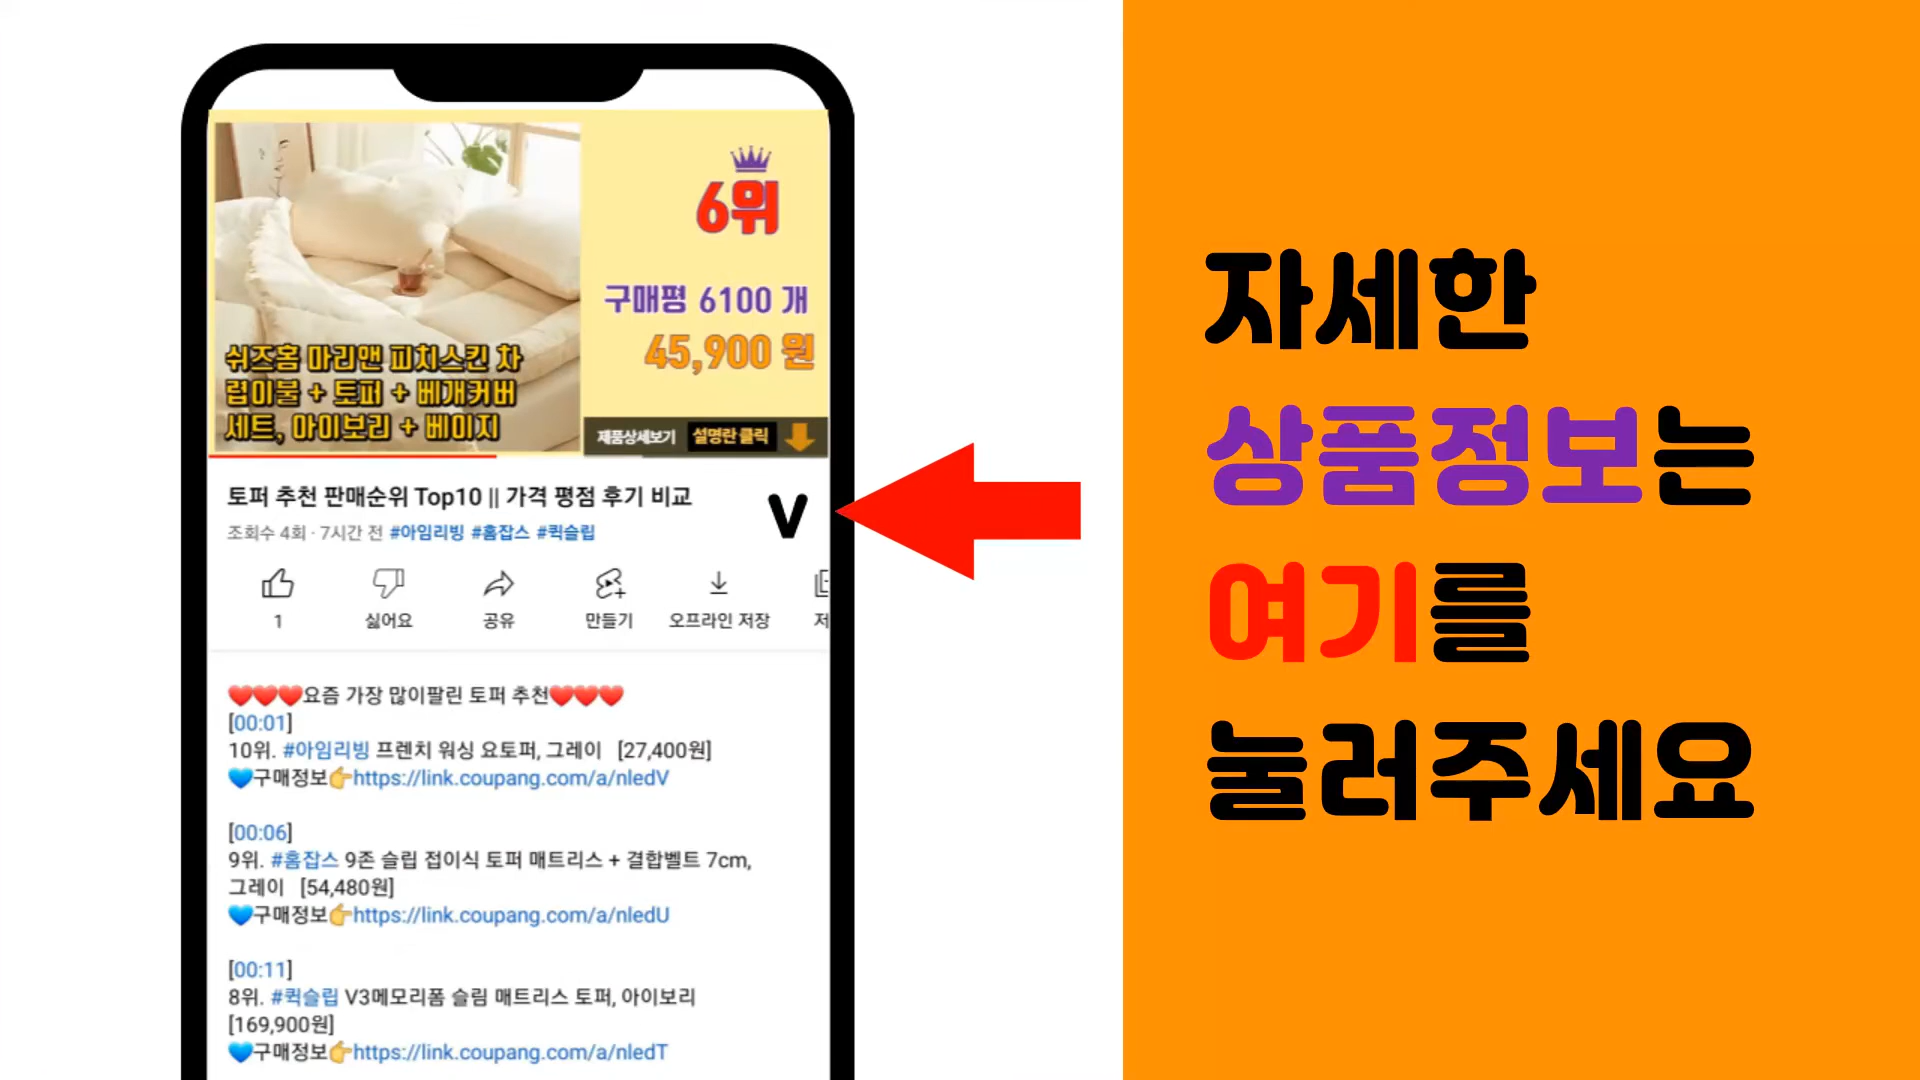 6위
구매평 6100 개
45,900 원
쉬즈홈 마리앤 피치스킨 차
렵이불 + 토퍼 + 베개커버
세트, 아이보리 + 베이지
제품상세보기 설명란 클릭
토퍼 추천 판매순위 Top10 || 가격 평점 후기 비교
V
조회수 4회 · 7시간 전 #아임리빙 #홈잡스 #퀵슬립
1 싫어요 공유 만들기 오프라인 저장 저
❤️❤️❤️요즘 가장 많이팔린 토퍼 추천❤️❤️❤️
[00:01]
10위. #아임리빙 프렌치 워싱 요토퍼, 그레이 [27,400원]
💙구매정보👉https://link.coupang.com/a/nledV
[00:06]
9위. #홈잡스 9존 슬립 접이식 토퍼 매트리스 + 결합벨트 7cm,
그레이 [54,480원]
💙구매정보👉https://link.coupang.com/a/nledU
[00:11]
8위. #퀵슬립 V3메모리폼 슬림 매트리스 토퍼, 아이보리
[169,900원]
💙구매정보👉https://link.coupang.com/a/nledT
자세한
상품정보는
여기를
눌러주세요